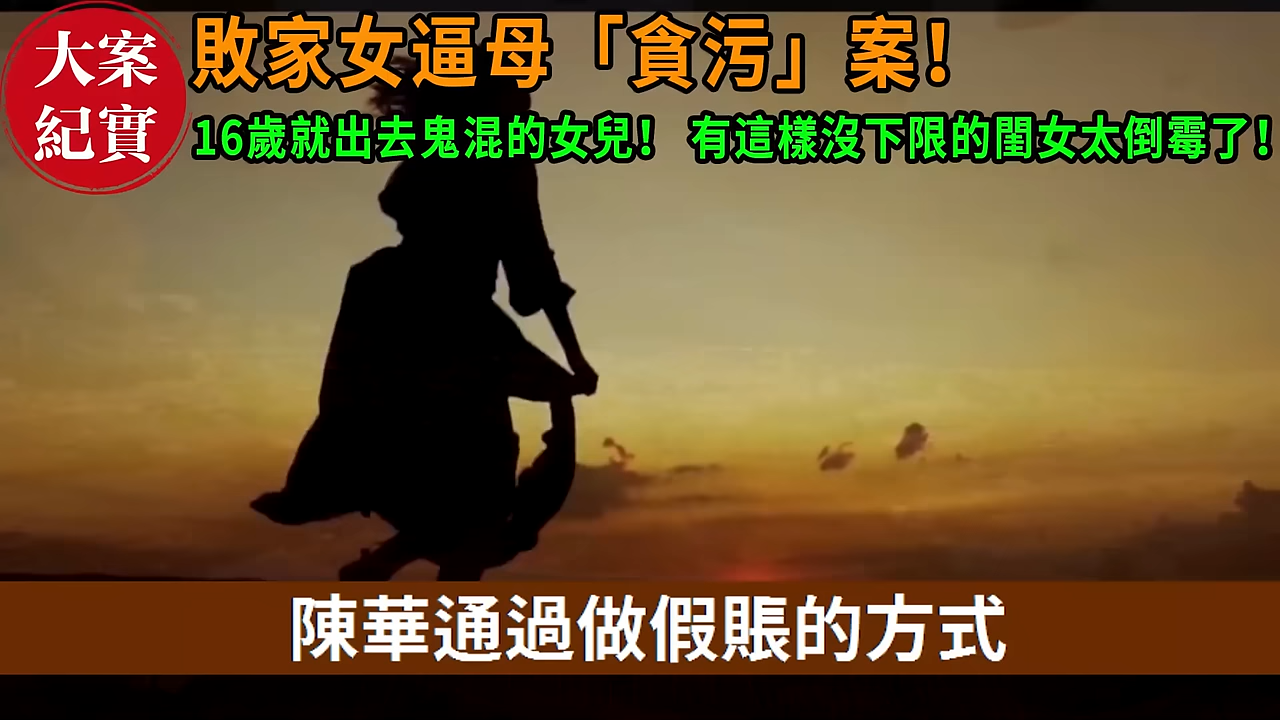 大案
紀實
敗家女逼母「貪污」案!
16歲就出去鬼混的女兒! 有這樣沒下限的閨女太倒霉了!
陳華通過做假賬的方式